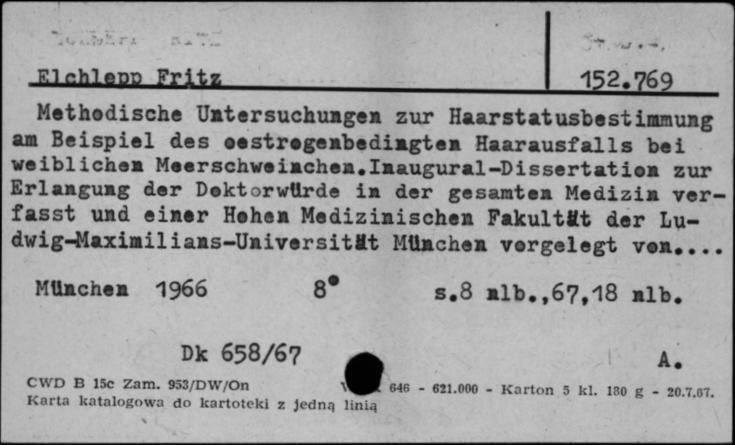 Elchlepp Fritz
152.769
Methodische Untersuchungen zur Haarstatusbestimmung
am Beispiel des oestrogenbedingten Haarausfalls bei
weiblichen Meerschweinchen.Inaugural-Dissertation zur
Erlangung der Doktorwürde in der gesamten Medizin ver-
fasst und einer Hohen Medizinischen Fakultät der Lu-
dwig-Maximilians-Universität München vorgelegt von....
München 1966 8° s.8 nlb.,67,18 nlb.
Dk 658/67 A.
CWD B 15c Zam. 953/DW/On 646 - 621.000 - Karton 5 kl. 180 g - 20.7.67.
Karta katalogowa do kartoteki z jedną linią